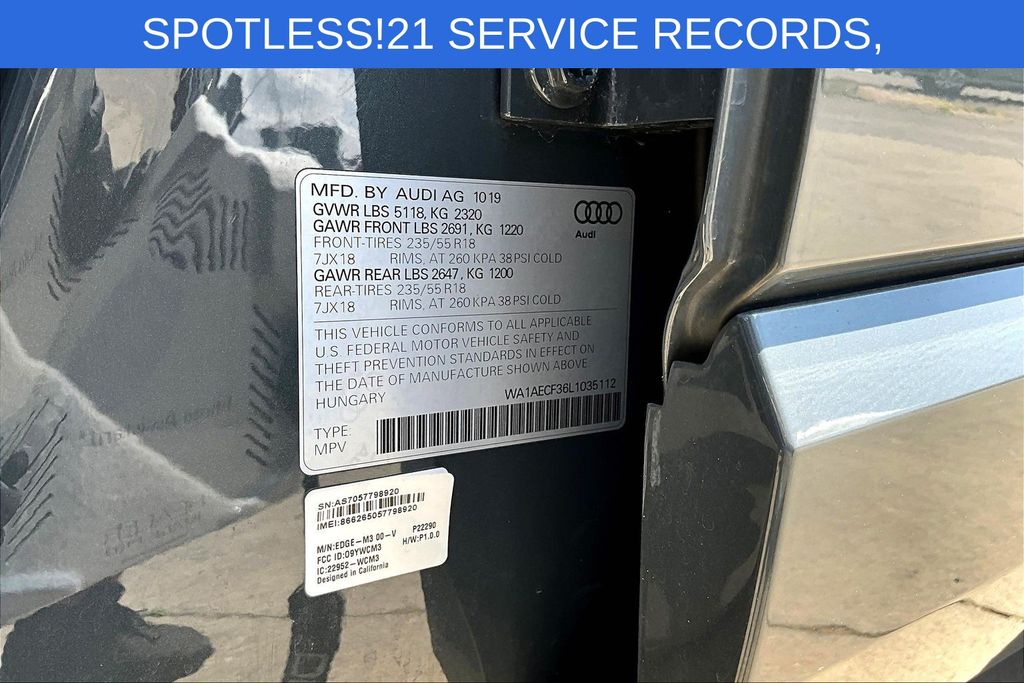 SPOTLESS!21 SERVICE RECORDS,
MFD. BY AUDI AG 1019
GVWR LBS 5118, KG 2320
GAWR FRONT LBS 2691, KG 1220
FRONT-TIRES 235/55 R18
7JX18 RIMS, AT 260 KPA 38 PSI COLD
GAWR REAR LBS 2647, KG 1200
REAR-TIRES 235/55 R18
7JX18 RIMS, AT 260 KPA 38 PSI COLD
Audi
THIS VEHICLE CONFORMS TO ALL APPLICABLE
U.S. FEDERAL MOTOR VEHICLE SAFETY AND
THEFT PREVENTION STANDARDS IN EFFECT ON
THE DATE OF MANUFACTURE SHOWN ABOVE
HUNGARY WA1AECF36L1035112
TYPE:
MPV
SN:AS7057798920
IMEI:866265057798920
M/N:EDGE-M3 00-V P22290
FCC ID:09YWCM3 H/W:P1.0.0
IC:22952-WCM3
Designed in California